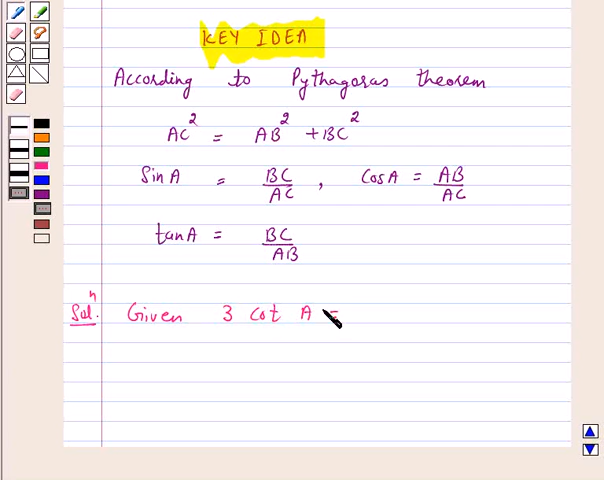 KEY IDEA
According to Pythagoras theorem
AC² = AB² + BC²
Sin A = BC/AC , Cos A = AB/AC
tan A = BC/AB
Solⁿ. Given 3 cot A =